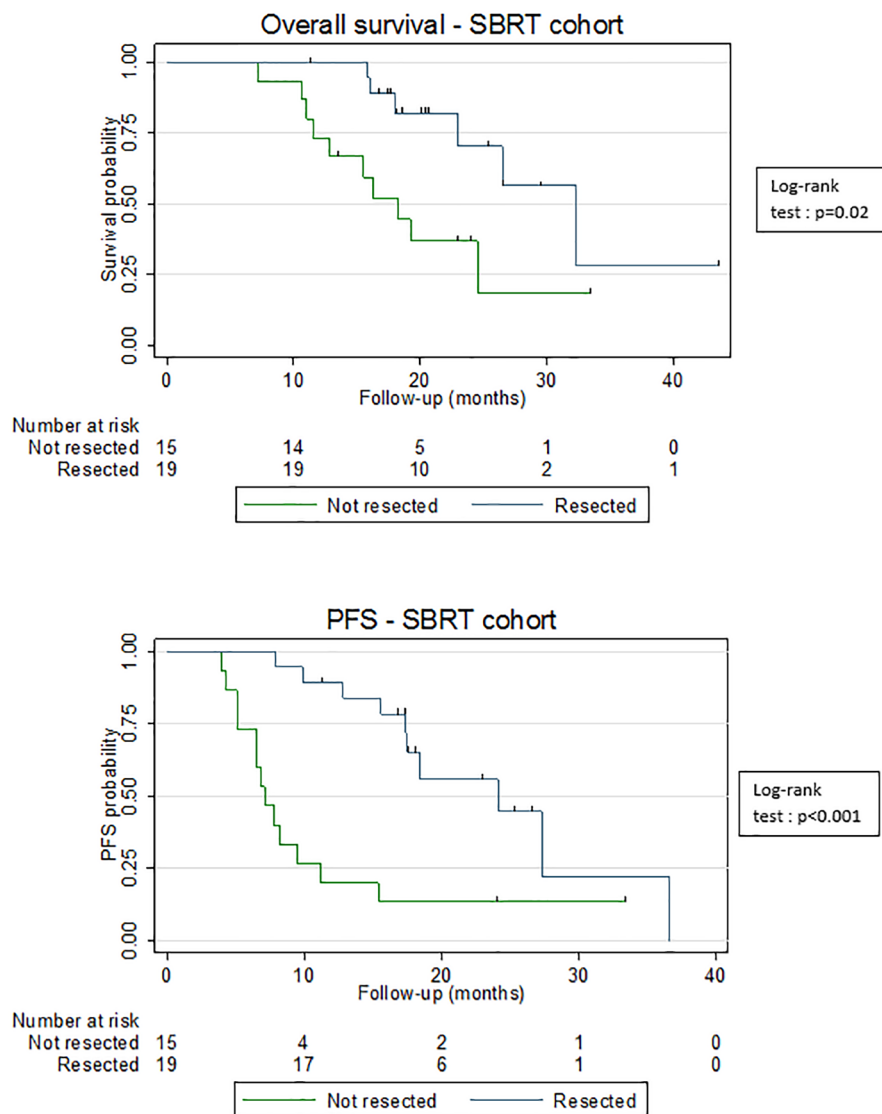 Overall survival - SBRT cohort
Survival probability
1.00
0.75
0.50
0.25
0.00
0 10 20 30 40
Follow-up (months)
Log-rank
test : p=0.02
Number at risk
Not resected 15 14 5 1 0
Resected 19 19 10 2 1
Not resected Resected
PFS - SBRT cohort
PFS probability
1.00
0.75
0.50
0.25
0.00
0 10 20 30 40
Follow-up (months)
Log-rank
test : p<0.001
Number at risk
Not resected 15 4 2 1 0
Resected 19 17 6 1 0
Not resected Resected